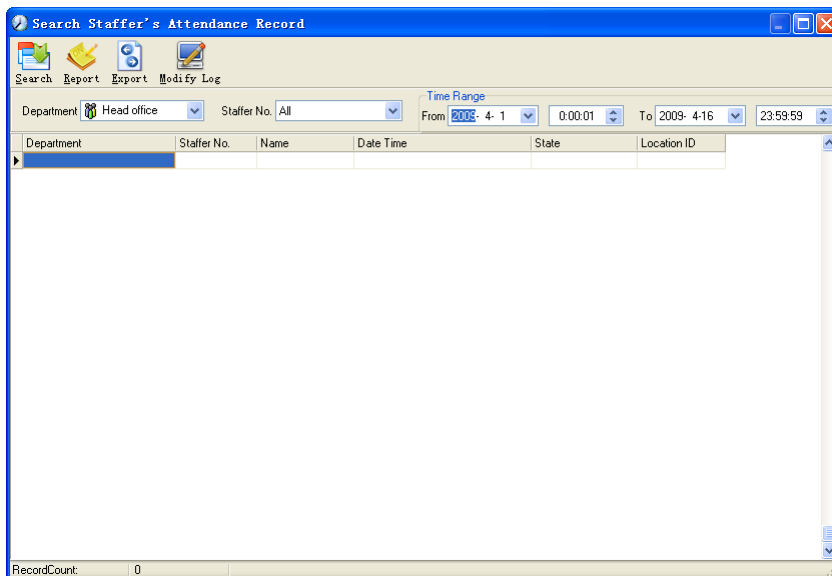 Search Staffer's Attendance Record
Search Report Export Modify Log
Time Range
Department Head office Staffer No. All From 2009- 4- 1 0:00:01 To 2009- 4-16 23:59:59
Department Staffer No. Name Date Time State Location ID
RecordCount: 0